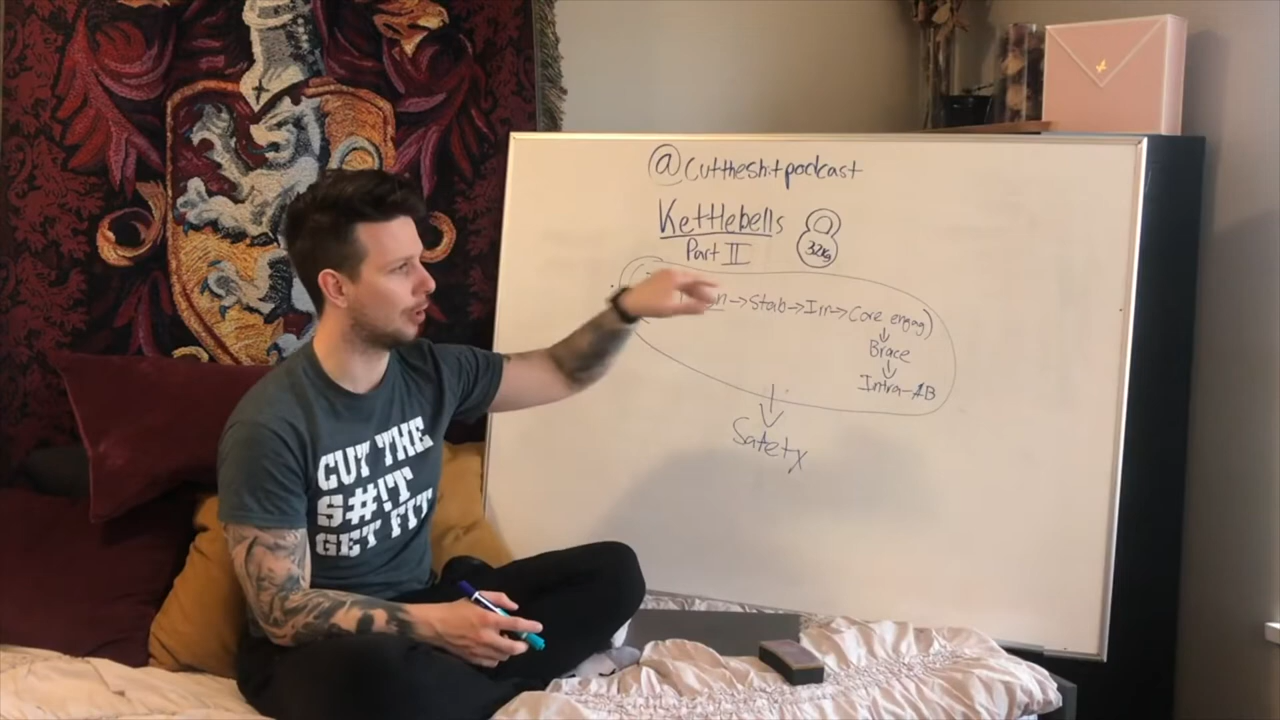 @cuttheshitpodcast
Kettlebells
Part II
32kg
→Stab→Irr→Core engag)
↓
Brace
↓
Intra-AB
↓
Safety
CUT THE
S#!T
GET FIT